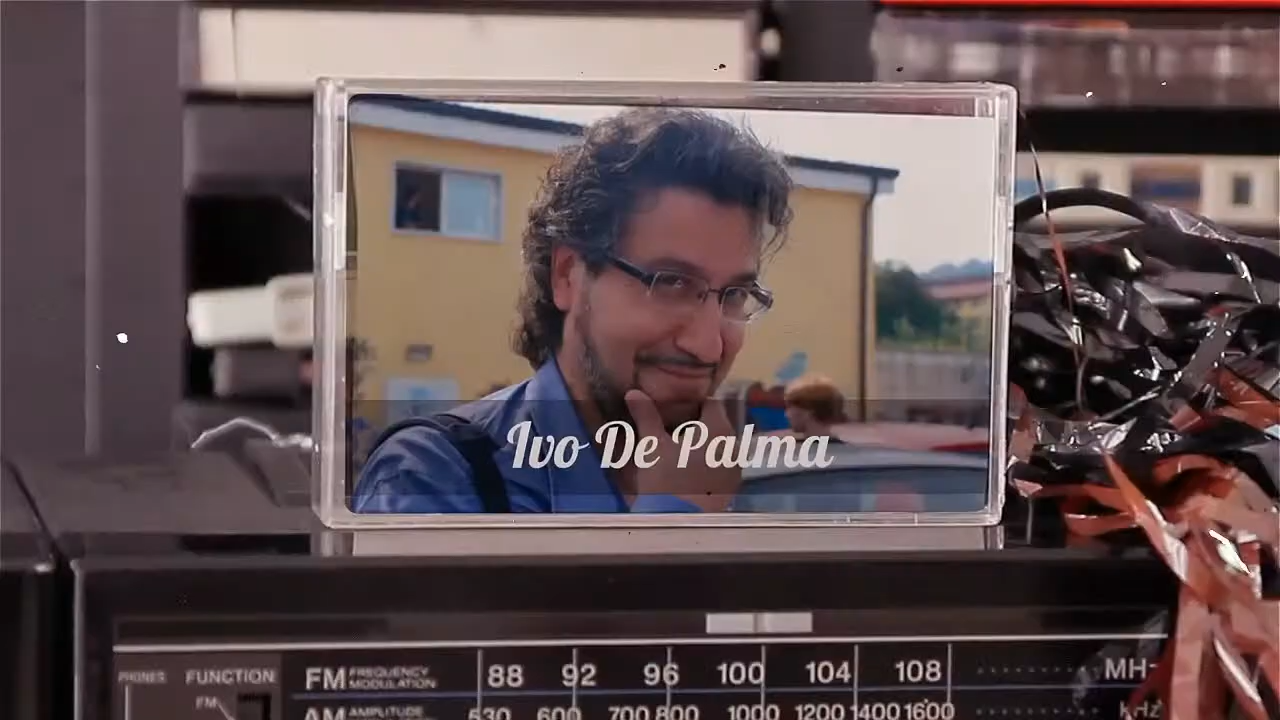 Ivo De Palma
PHONES FUNCTION FM FREQUENCY MODULATION 88 92 96 100 104 108 MHz
FM
AM AMPLITUDE 530 600 700 800 1000 1200 1400 1600 kHz